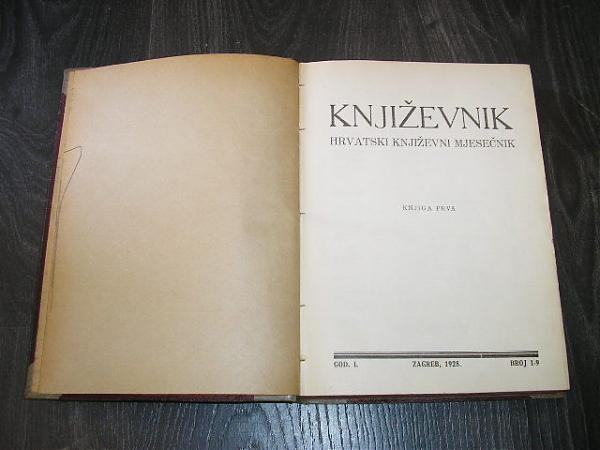 KNJIŽEVNIK
HRVATSKI KNJIŽEVNI MJESEČNIK
KNJIGA PRVA
GOD. I. ZAGREB, 1928. BROJ 1-9